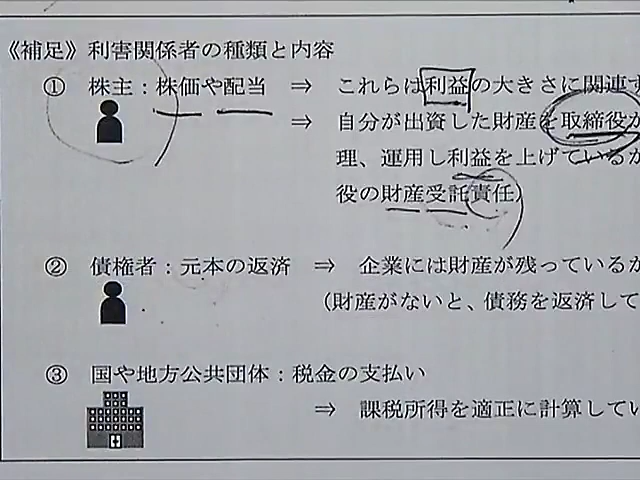 《補足》利害関係者の種類と内容
① 株主：株価や配当 ⇒ これらは利益の大きさに関連す
⇒ 自分が出資した財産を取締役が
理、運用し利益を上げているか
役の財産受託責任）
② 債権者：元本の返済 ⇒ 企業には財産が残っているか
（財産がないと、債務を返済して
③ 国や地方公共団体：税金の支払い
⇒ 課税所得を適正に計算してい